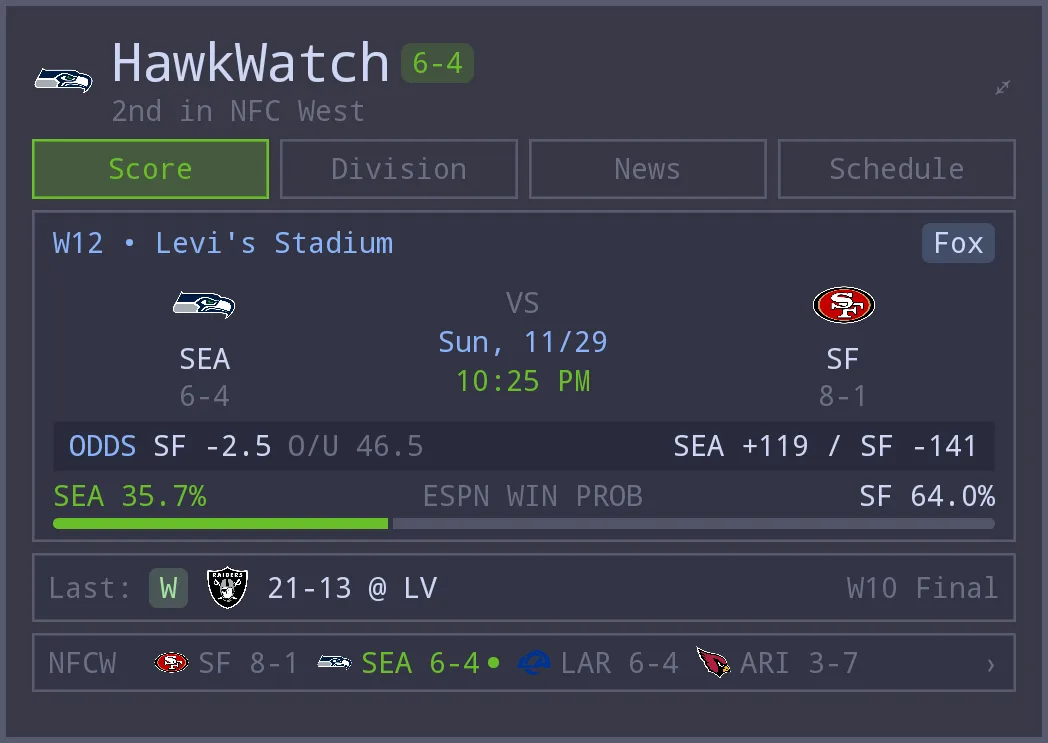 HawkWatch 6-4
2nd in NFC West
Score Division News Schedule
W12 • Levi's Stadium Fox
VS
Sun, 11/29
SEA SF
10:25 PM
6-4 8-1
ODDS SF -2.5 O/U 46.5 SEA +119 / SF -141
SEA 35.7% ESPN WIN PROB SF 64.0%
Last: W RAIDERS 21-13 @ LV W10 Final
NFCW SF 8-1 SEA 6-4 • LAR 6-4 ARI 3-7 ›